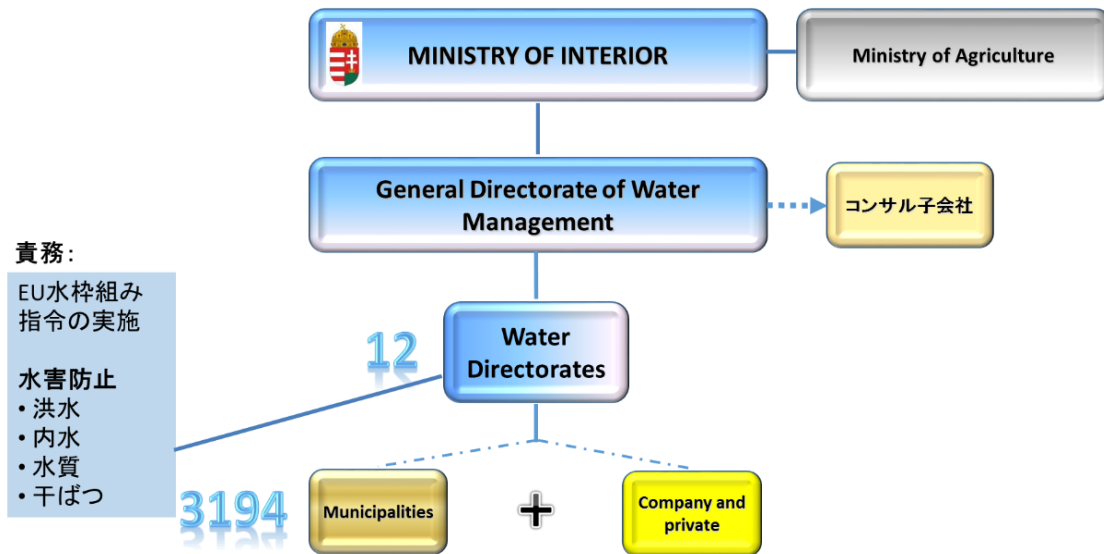 MINISTRY OF INTERIOR
Ministry of Agriculture
General Directorate of Water
Management
コンサル子会社
責務：
EU水枠組み
指令の実施
水害防止
• 洪水
• 内水
• 水質
• 干ばつ
12
Water
Directorates
3194
Municipalities
+
Company and
private